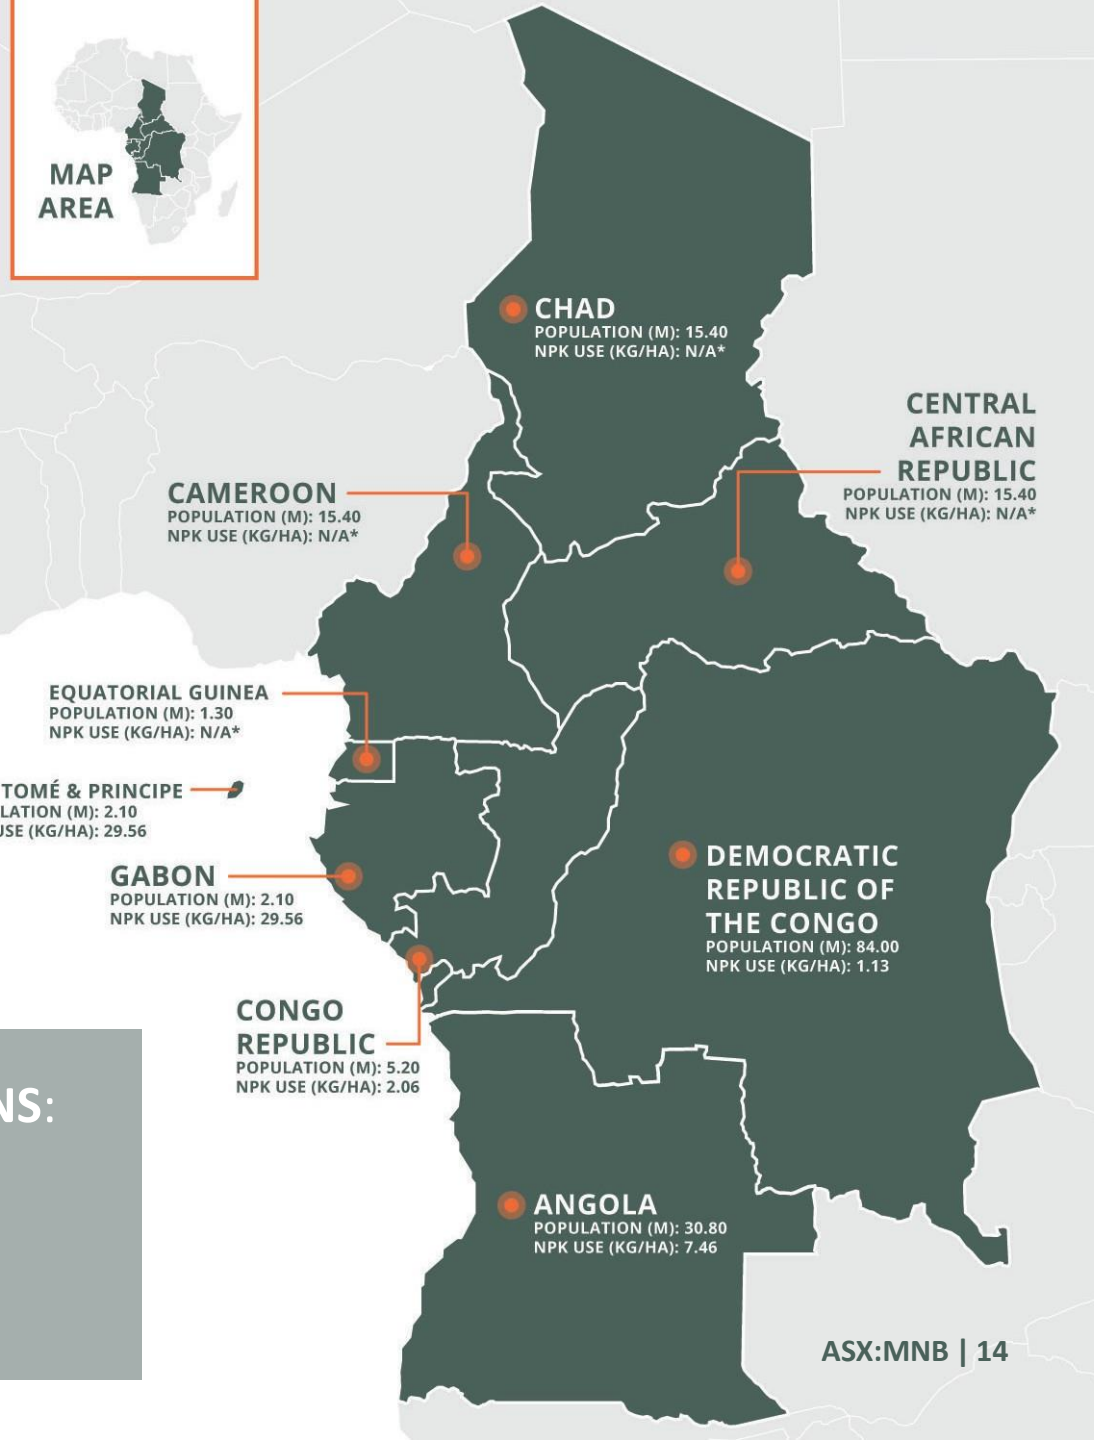 MAP
AREA
CHAD
POPULATION (M): 15.40
NPK USE (KG/HA): N/A*
CENTRAL
AFRICAN
REPUBLIC
POPULATION (M): 15.40
NPK USE (KG/HA): N/A*
CAMEROON
POPULATION (M): 15.40
NPK USE (KG/HA): N/A*
EQUATORIAL GUINEA
POPULATION (M): 1.30
NPK USE (KG/HA): N/A*
TOMÉ & PRINCIPE
LATION (M): 2.10
USE (KG/HA): 29.56
GABON
POPULATION (M): 2.10
NPK USE (KG/HA): 29.56
DEMOCRATIC
REPUBLIC OF
THE CONGO
POPULATION (M): 84.00
NPK USE (KG/HA): 1.13
CONGO
REPUBLIC
POPULATION (M): 5.20
NPK USE (KG/HA): 2.06
NS:
ANGOLA
POPULATION (M): 30.80
NPK USE (KG/HA): 7.46
ASX:MNB | 14